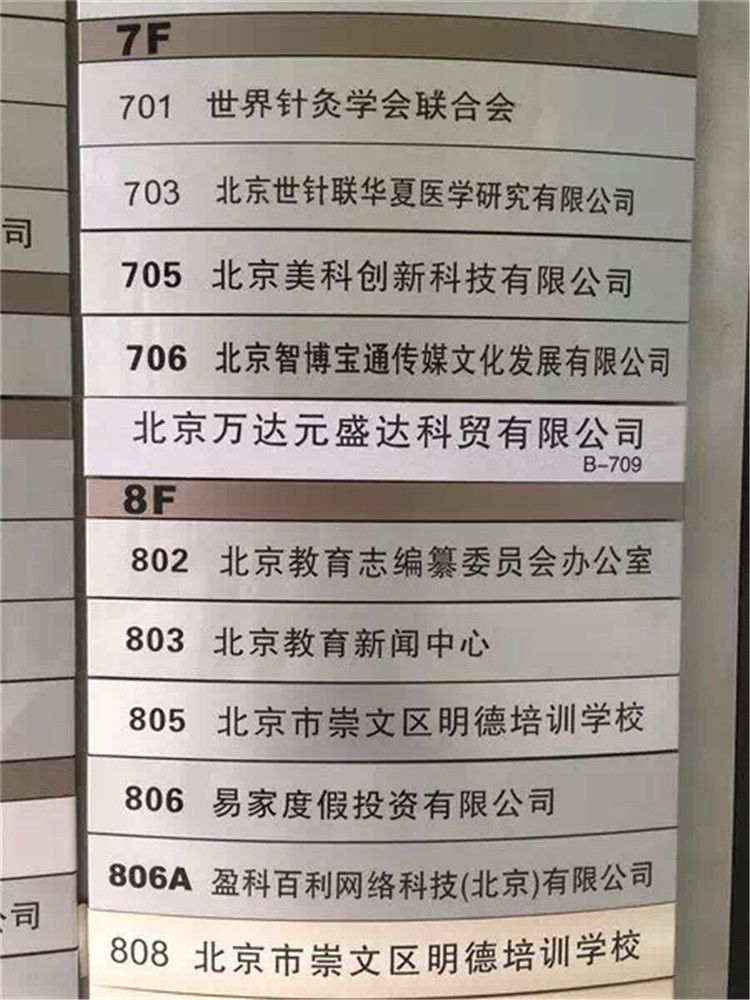 7F
701 世界针灸学会联合会
703 北京世针联华夏医学研究有限公司
司
705 北京美科创新科技有限公司
706 北京智博宝通传媒文化发展有限公司
北京万达元盛达科贸有限公司
B-709
8F
802 北京教育志编纂委员会办公室
803 北京教育新闻中心
805 北京市崇文区明德培训学校
806 易家度假投资有限公司
806A 盈科百利网络科技(北京)有限公司
公司
808 北京市崇文区明德培训学校